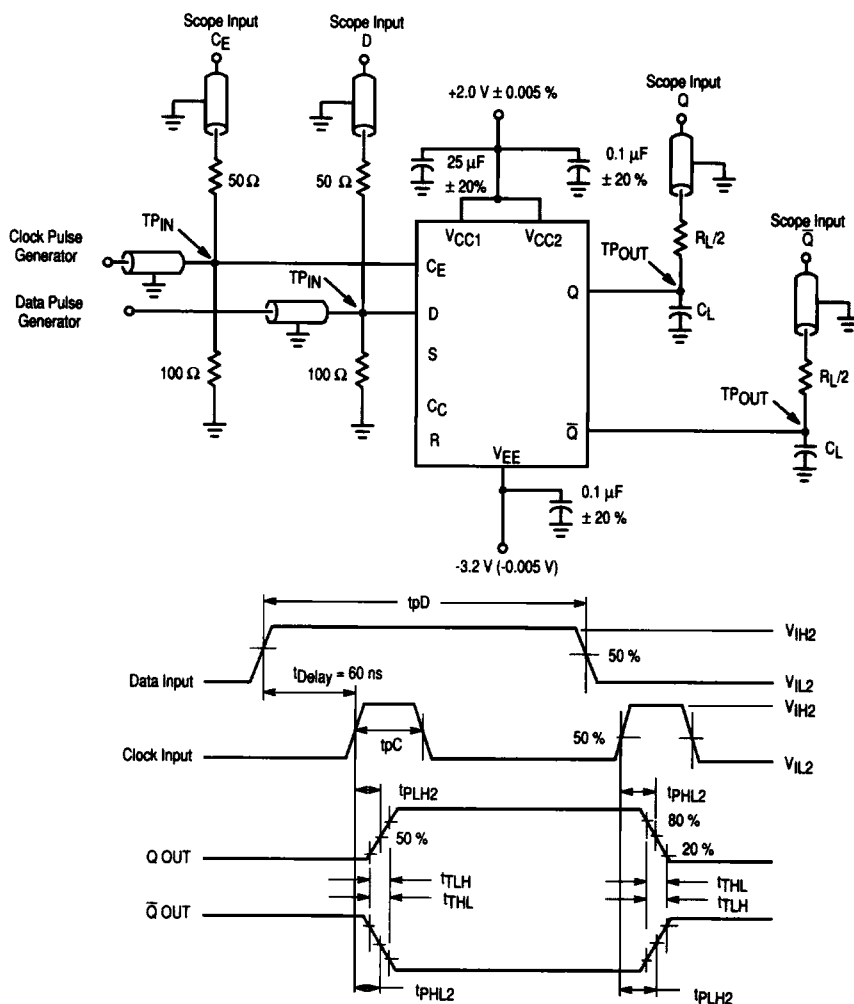 Scope Input
CE
Scope Input
D
+2.0 V ± 0.005 %
Scope Input
Q
25 µF
± 20%
0.1 µF
± 20 %
50 Ω
50 Ω
Scope Input
Q̅
TPIN
VCC1
VCC2
RL/2
TPOUT
Clock Pulse
Generator
CE
TPIN
Q
CL
Data Pulse
Generator
D
S
100 Ω
100 Ω
CC
R
RL/2
TPOUT
Q̅
CL
VEE
0.1 µF
± 20 %
-3.2 V (-0.005 V)
tpD
VIH2
50 %
tDelay = 60 ns
Data Input
VIL2
VIH2
tpC
50 %
Clock Input
VIL2
tPLH2
tPHL2
80 %
50 %
20 %
Q OUT
tTLH
tTHL
tTHL
tTLH
Q̅ OUT
tPHL2
tPLH2